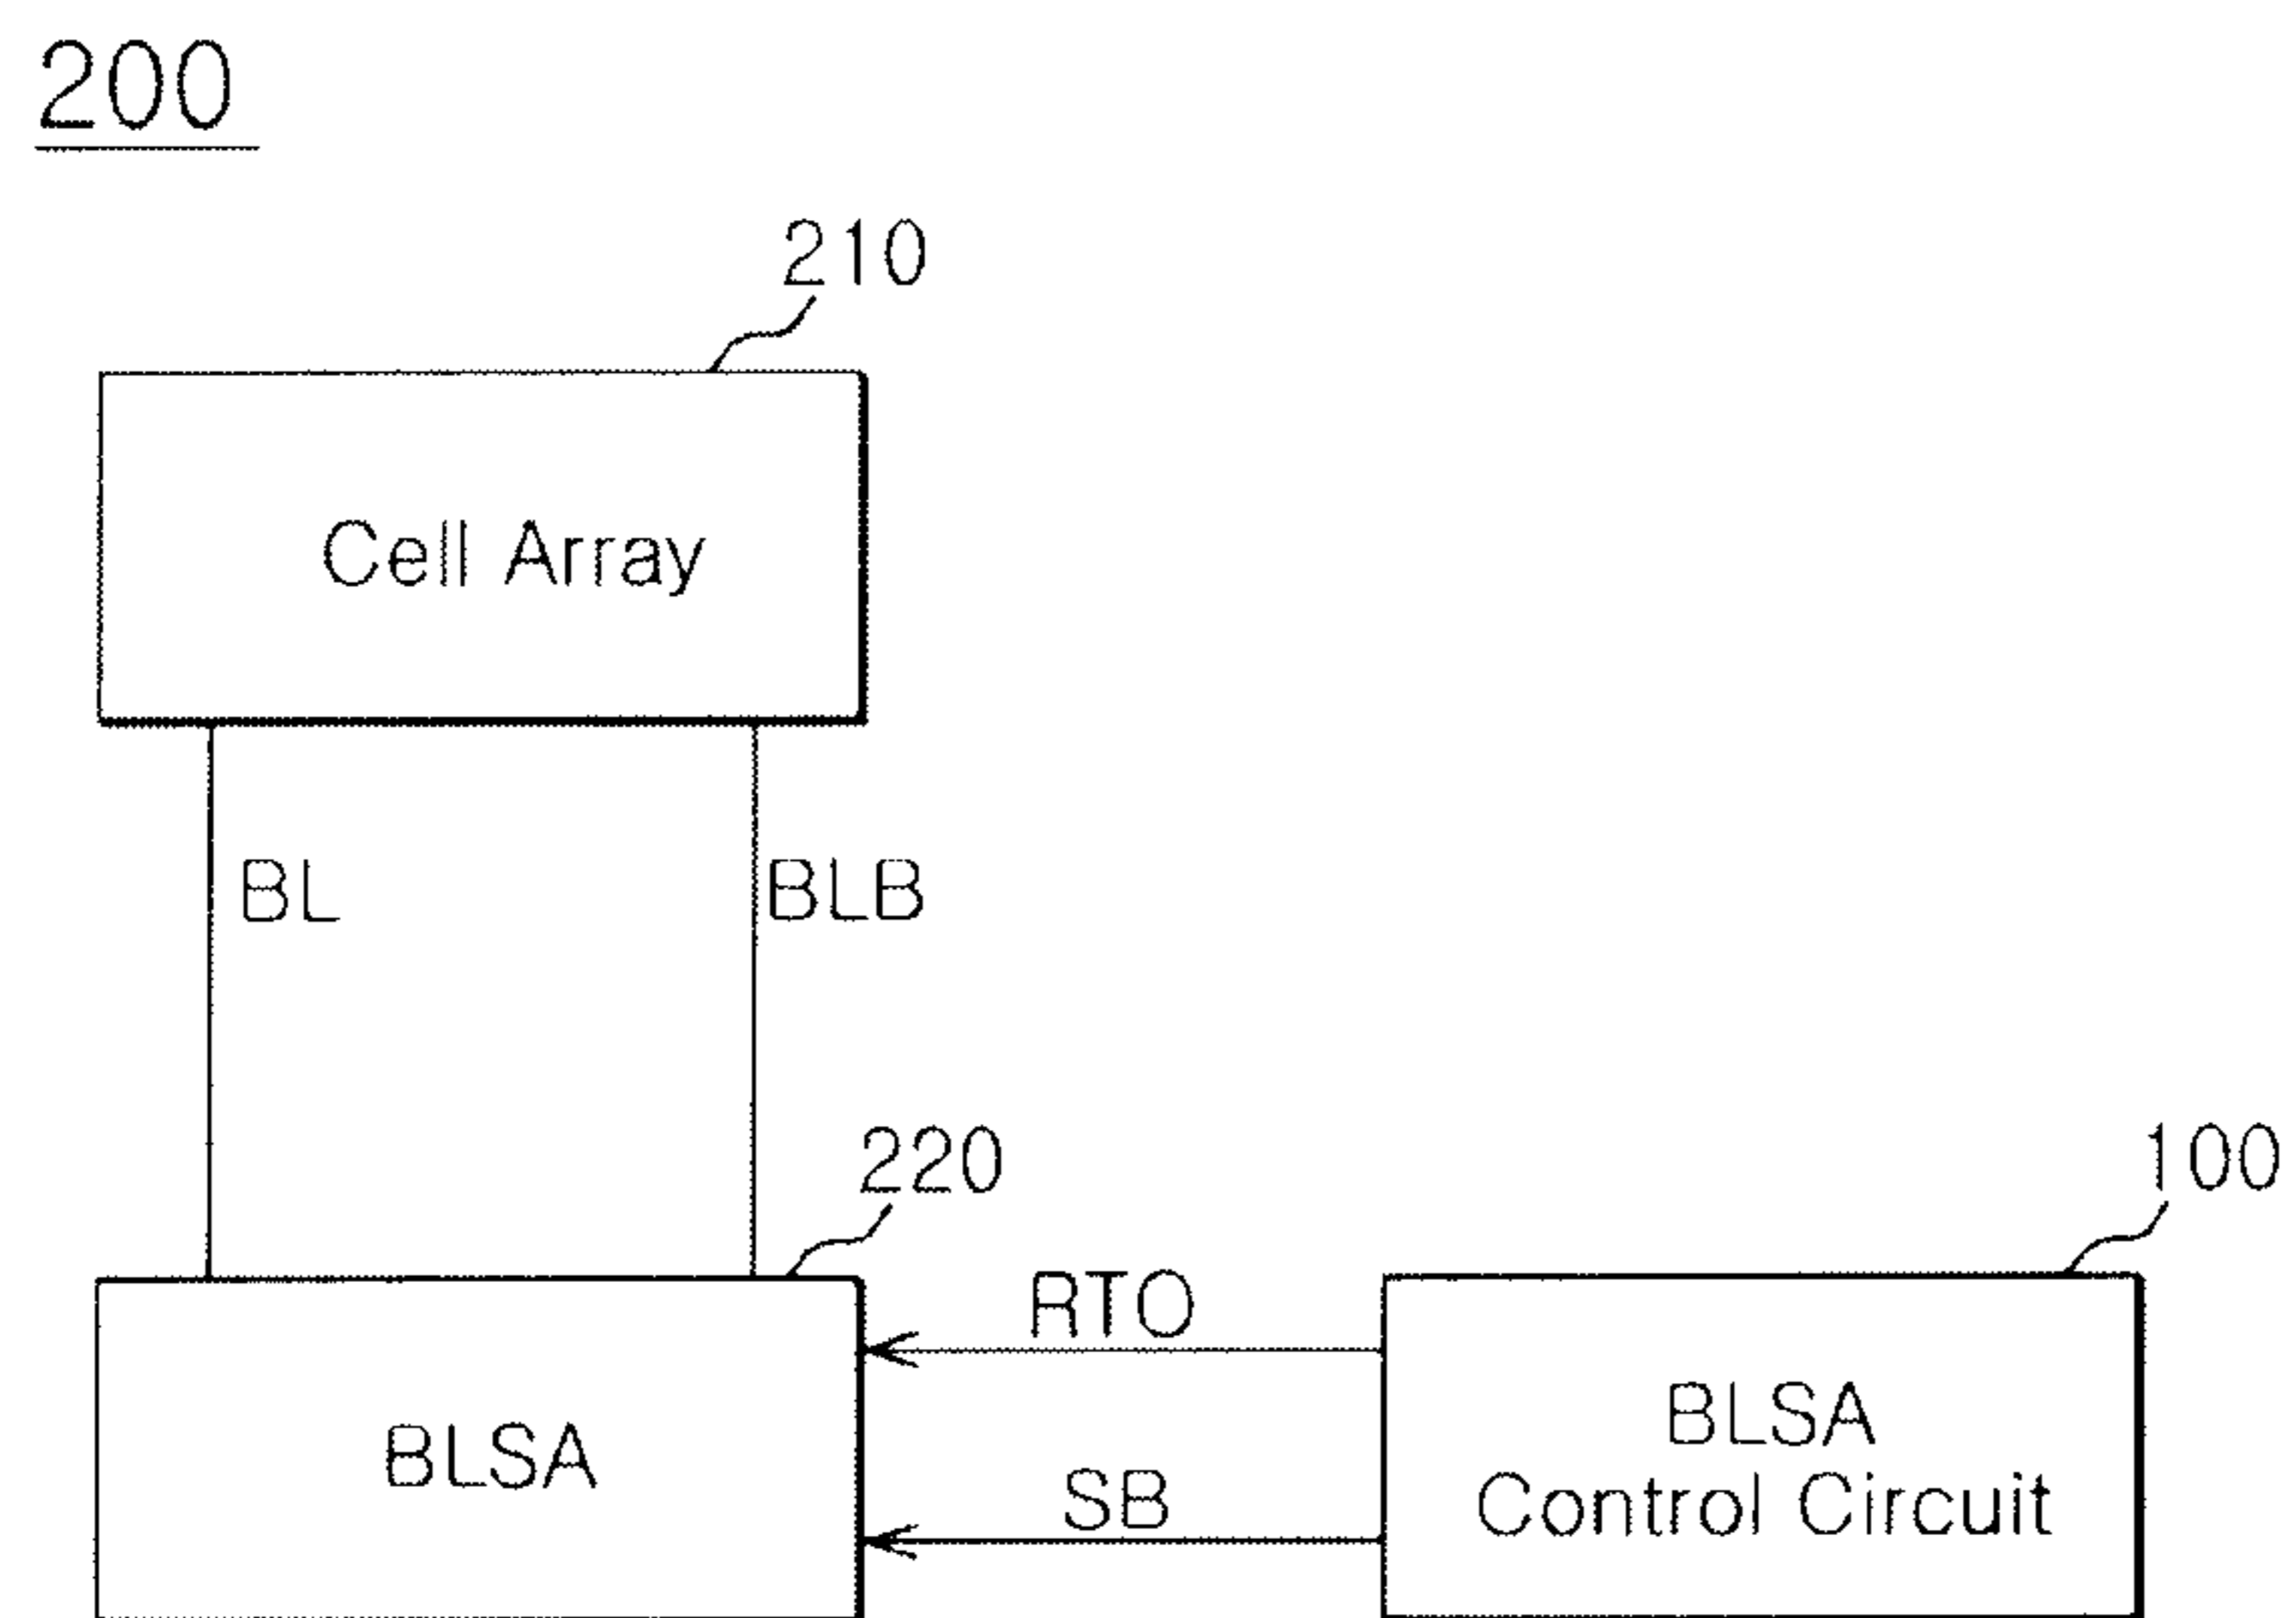 200
210
Cell Array
BL
BLB
220
100
RTO
BLSA
SB
BLSA
Control Circuit